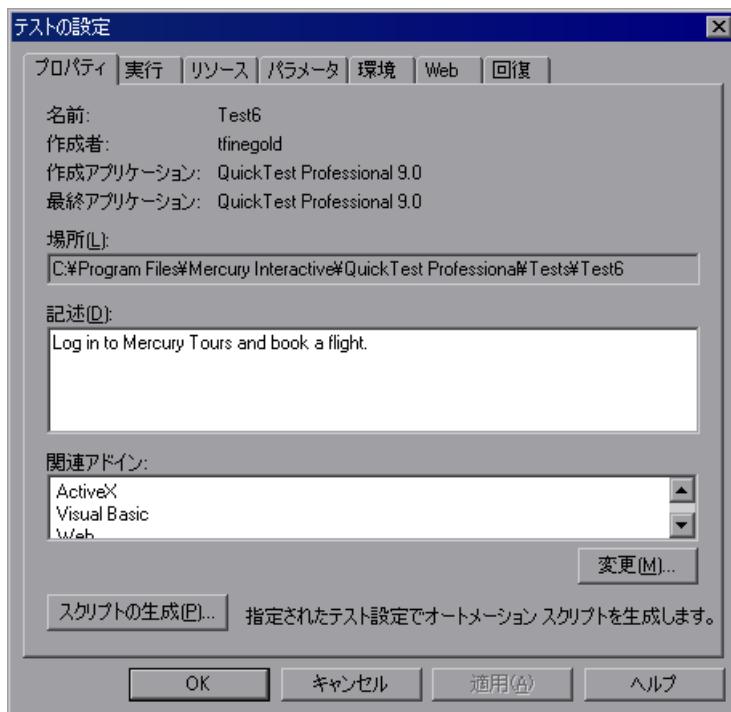 テストの設定
プロパティ 実行 リソース パラメータ 環境 Web 回復
名前: Test6
作成者: tfinegold
作成アプリケーション: QuickTest Professional 9.0
最終アプリケーション: QuickTest Professional 9.0
場所(L):
C:¥Program Files¥Mercury Interactive¥QuickTest Professional¥Tests¥Test6
記述(D):
Log in to Mercury Tours and book a flight.
関連アドイン:
ActiveX
Visual Basic
Web
変更(M)...
スクリプトの生成(P)... 指定されたテスト設定でオートメーション スクリプトを生成します。
OK キャンセル 適用(A) ヘルプ